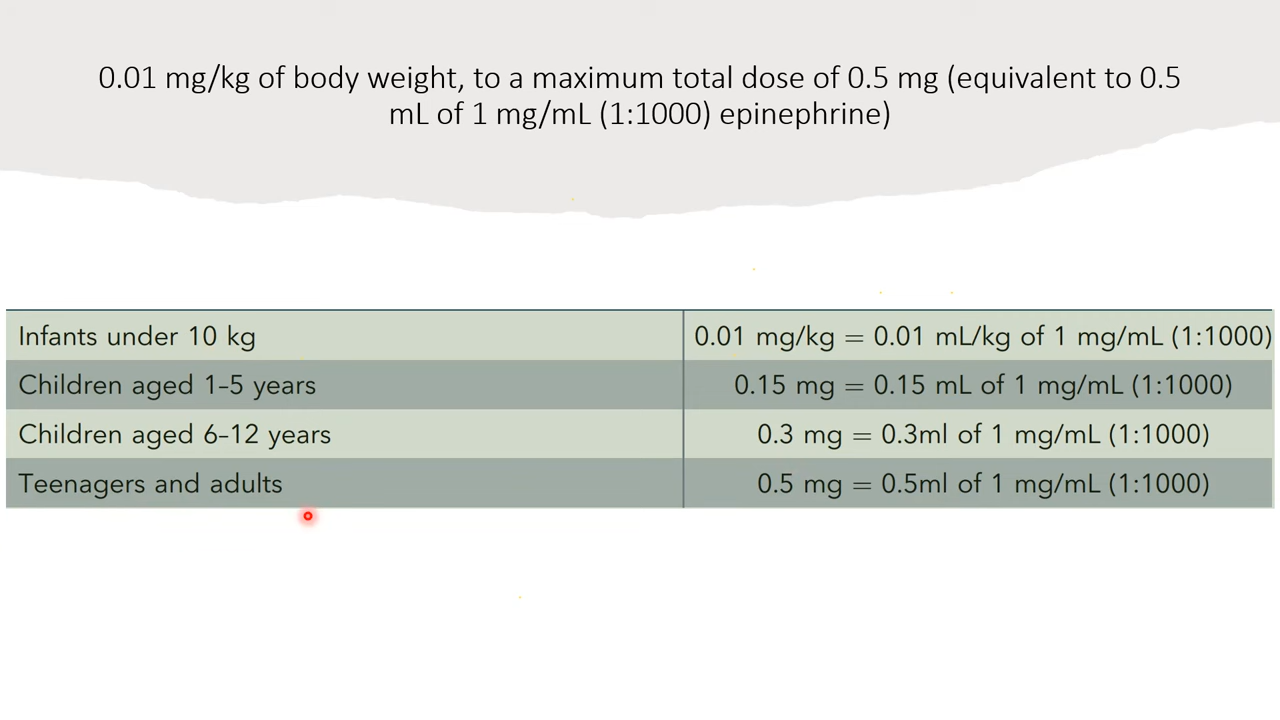 0.01 mg/kg of body weight, to a maximum total dose of 0.5 mg (equivalent to 0.5
mL of 1 mg/mL (1:1000) epinephrine)
Infants under 10 kg 0.01 mg/kg = 0.01 mL/kg of 1 mg/mL (1:1000)
Children aged 1–5 years 0.15 mg = 0.15 mL of 1 mg/mL (1:1000)
Children aged 6–12 years 0.3 mg = 0.3ml of 1 mg/mL (1:1000)
Teenagers and adults 0.5 mg = 0.5ml of 1 mg/mL (1:1000)